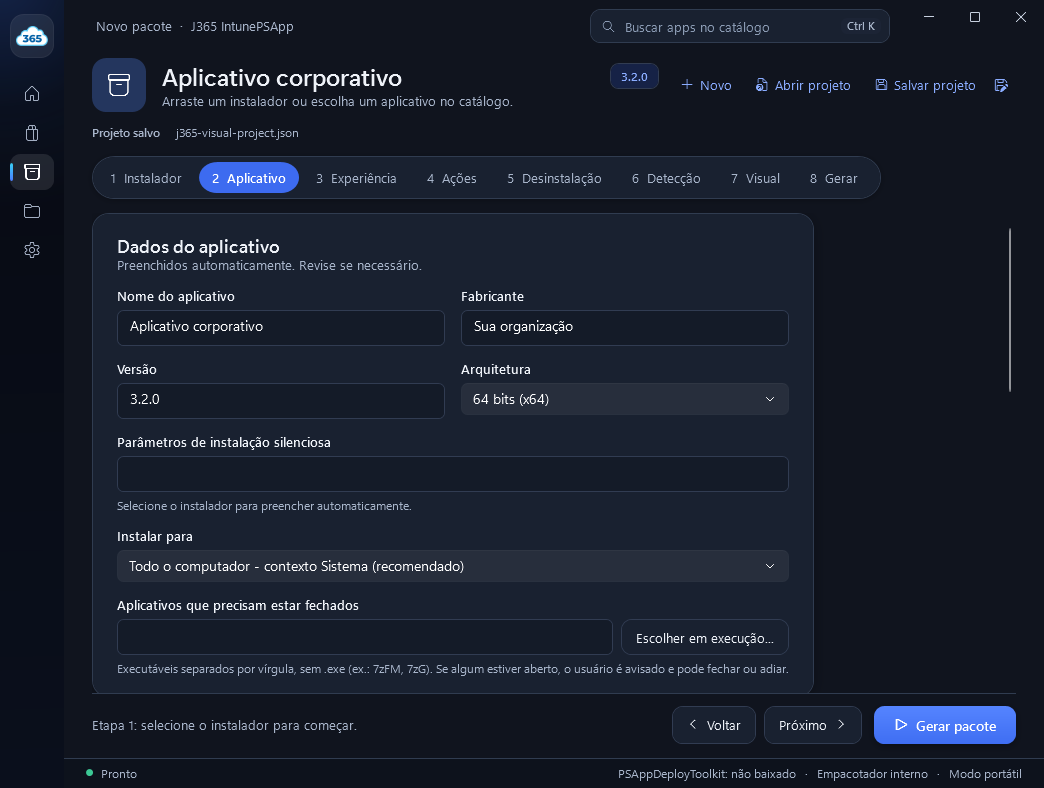 365
Novo pacote · J365 IntunePSApp
Buscar apps no catálogo Ctrl K
Aplicativo corporativo
Arraste um instalador ou escolha um aplicativo no catálogo.
3.2.0
Novo
Abrir projeto
Salvar projeto
Projeto salvo j365-visual-project.json
1 Instalador 2 Aplicativo 3 Experiência 4 Ações 5 Desinstalação 6 Detecção 7 Visual 8 Gerar
Dados do aplicativo
Preenchidos automaticamente. Revise se necessário.
Nome do aplicativo Fabricante
Aplicativo corporativo Sua organização
Versão Arquitetura
3.2.0 64 bits (x64)
Parâmetros de instalação silenciosa
Selecione o instalador para preencher automaticamente.
Instalar para
Todo o computador - contexto Sistema (recomendado)
Aplicativos que precisam estar fechados
Escolher em execução...
Executáveis separados por vírgula, sem .exe (ex.: 7zFM, 7zG). Se algum estiver aberto, o usuário é avisado e pode fechar ou adiar.
Etapa 1: selecione o instalador para começar.
Voltar Próximo Gerar pacote
Pronto
PSAppDeployToolkit: não baixado · Empacotador interno · Modo portátil